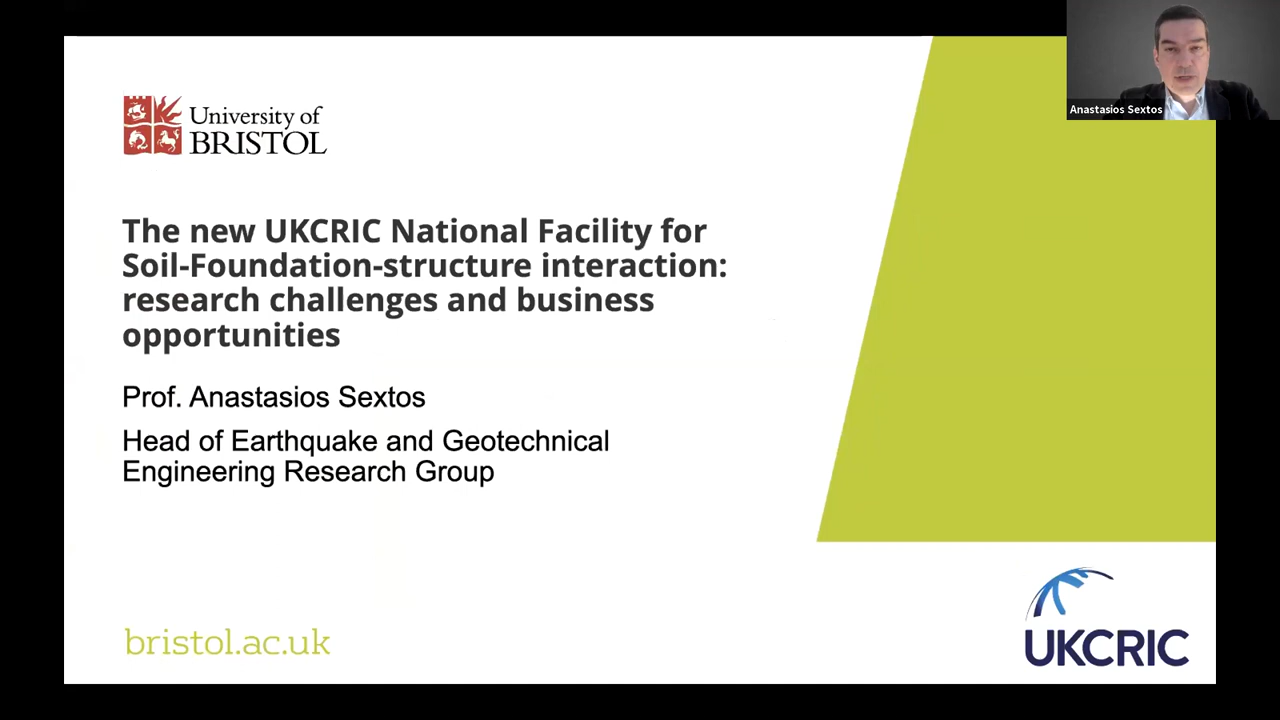 Anastasios Sextos
University of
BRISTOL
The new UKCRIC National Facility for
Soil-Foundation-structure interaction:
research challenges and business
opportunities
Prof. Anastasios Sextos
Head of Earthquake and Geotechnical
Engineering Research Group
bristol.ac.uk
UKCRIC